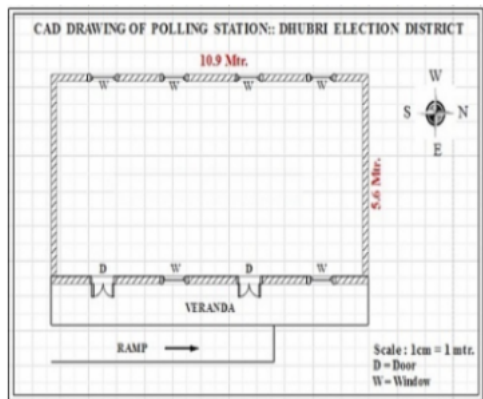 CAD DRAWING OF POLLING STATION:: DHUBRI ELECTION DISTRICT
10.9 Mtr.
W W W W
W
S N
E
5.6 Mtr.
D W D W
VERANDA
RAMP
Scale : 1cm = 1 mtr.
D = Door
W = Window